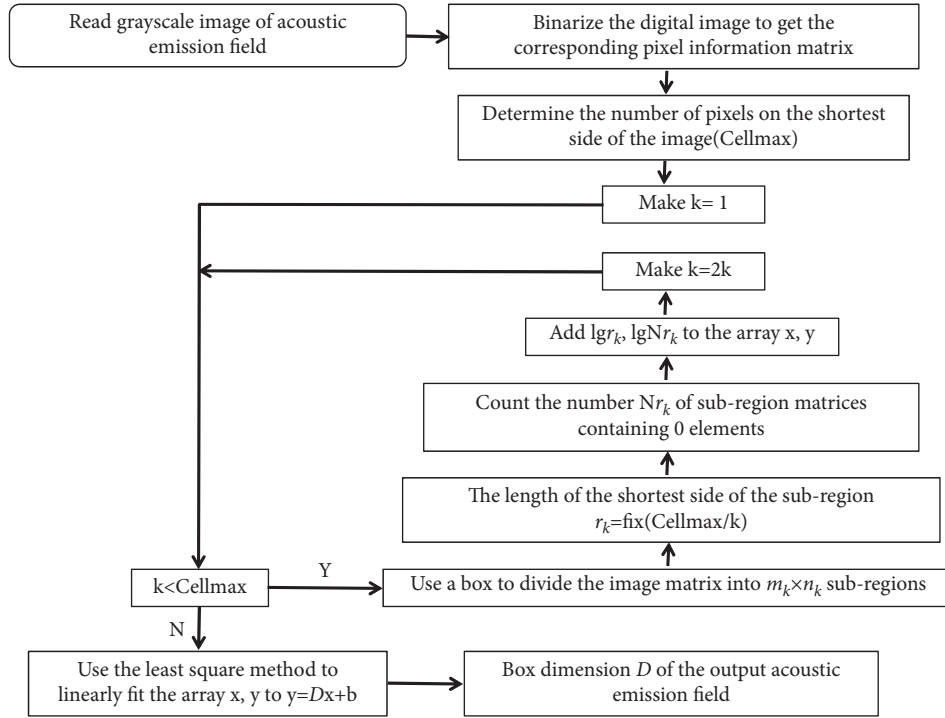 Read grayscale image of acoustic
emission field
Binarize the digital image to get the
corresponding pixel information matrix
Determine the number of pixels on the shortest
side of the image(Cellmax)
Make k= 1
Make k=2k
Add lgr_k, lgNr_k to the array x, y
Count the number Nr_k of sub-region matrices
containing 0 elements
The length of the shortest side of the sub-region
r_k=fix(Cellmax/k)
k<Cellmax
Y
Use a box to divide the image matrix into m_k×n_k sub-regions
N
Use the least square method to
linearly fit the array x, y to y=Dx+b
Box dimension D of the output acoustic
emission field